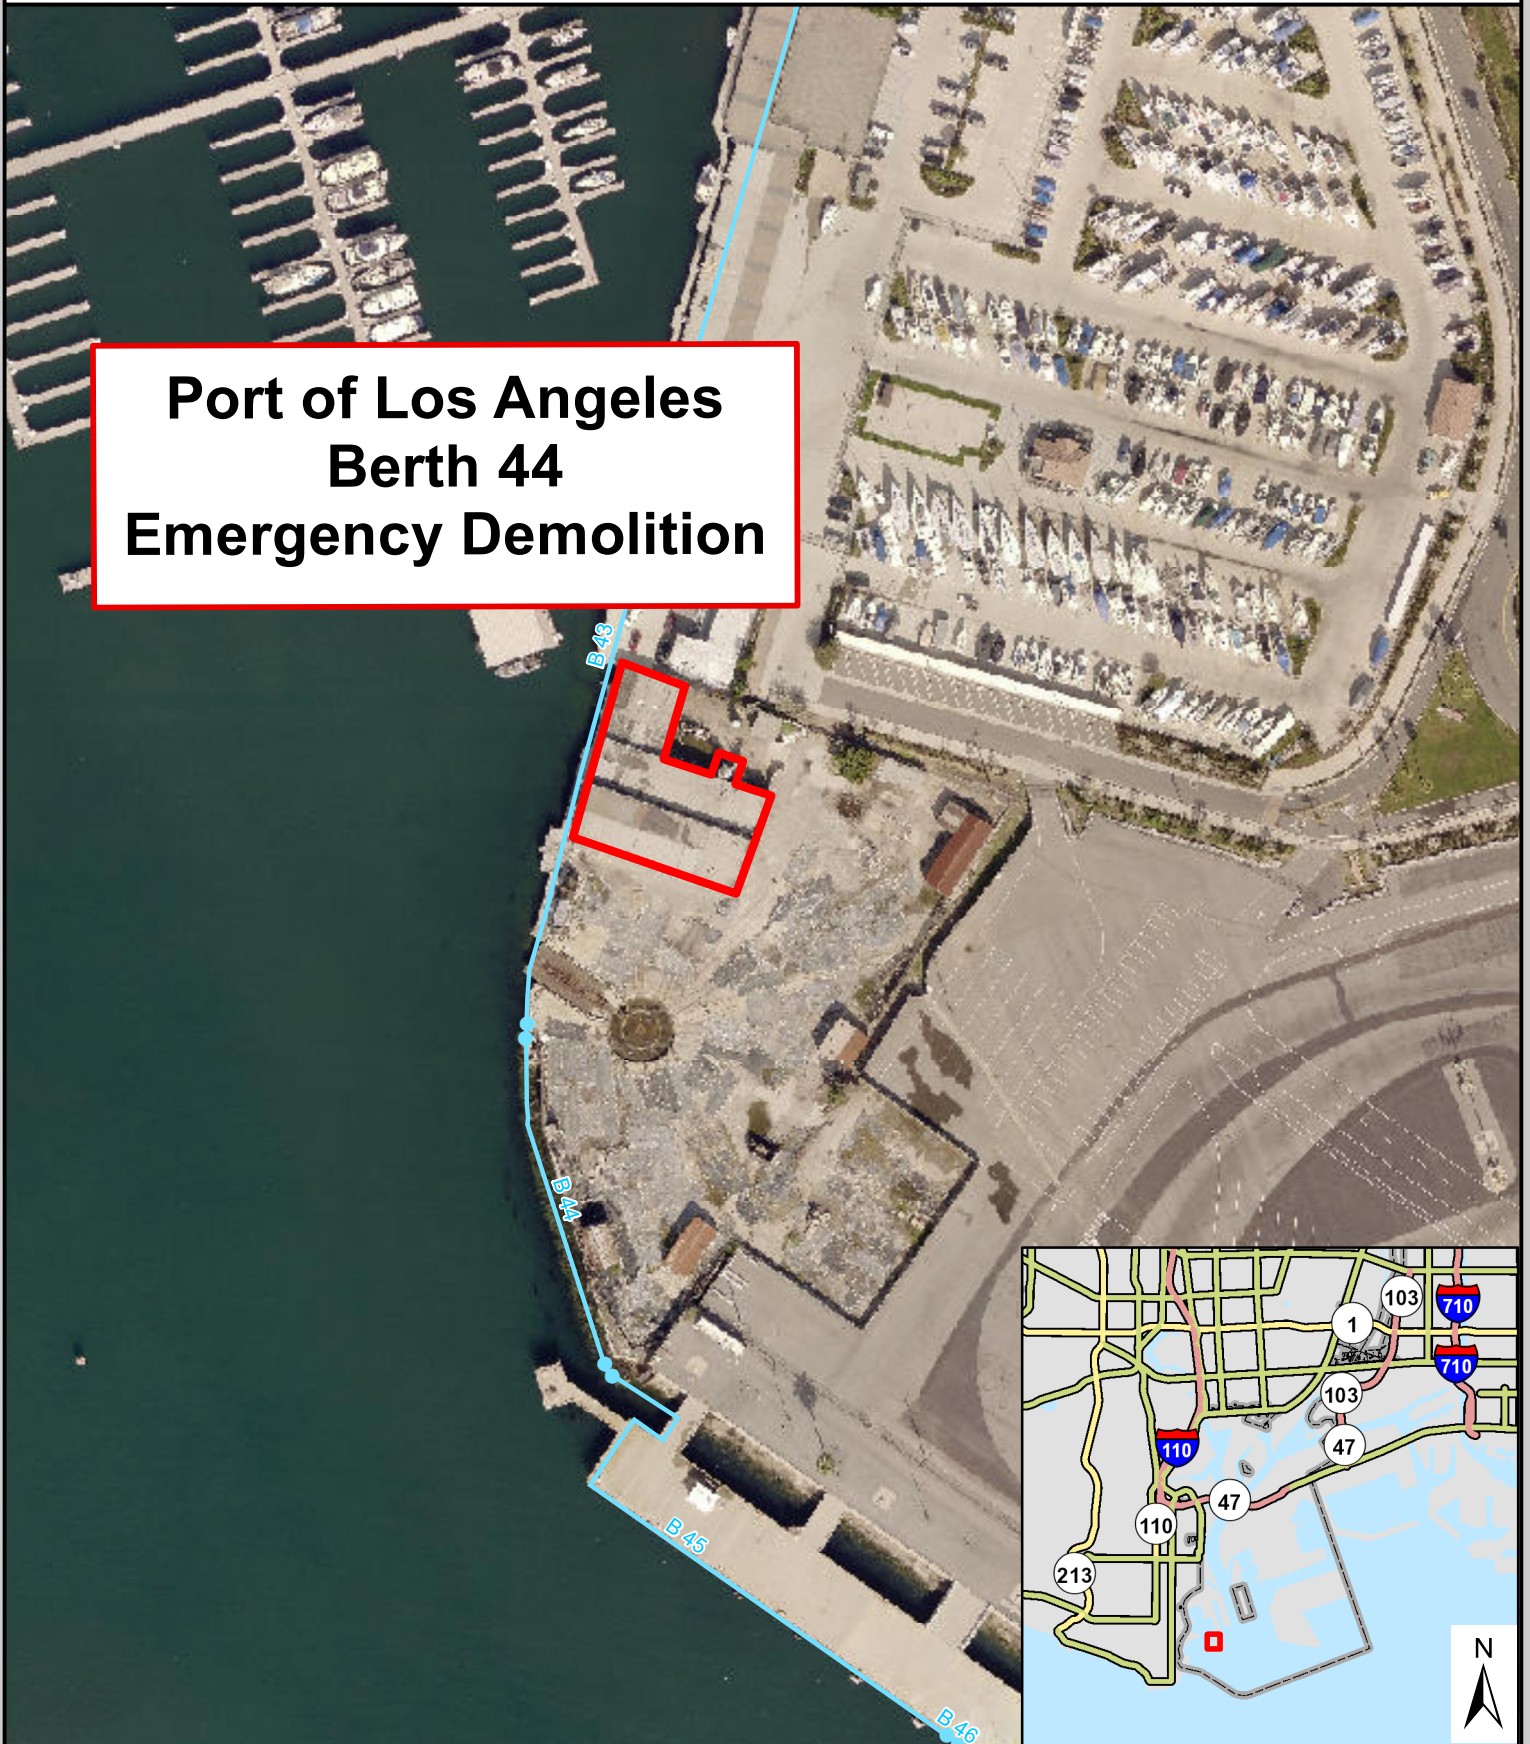 Port of Los Angeles
Berth 44
Emergency Demolition
B 43
B 44
B 45
B 46
103
710
1
710
103
47
110
47
110
213
N